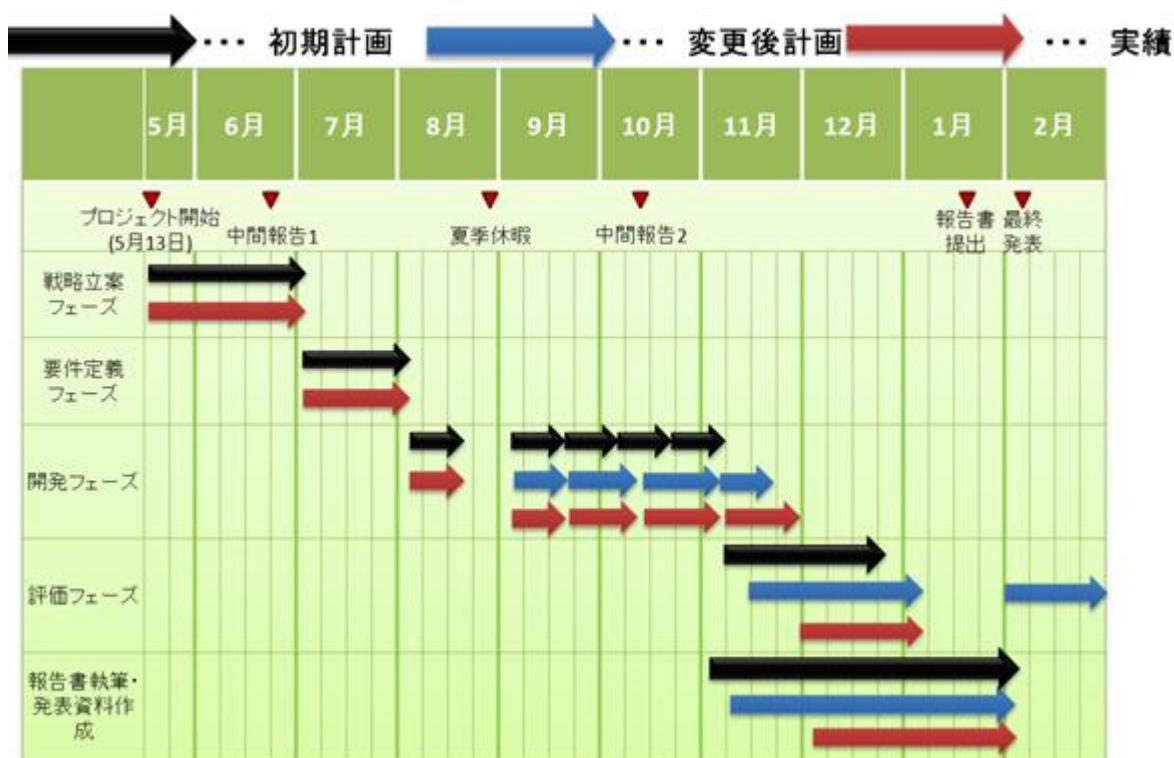 ・・・ 初期計画 ・・・ 変更後計画 ・・・ 実績
5月 6月 7月 8月 9月 10月 11月 12月 1月 2月
プロジェクト開始
(5月13日)
中間報告1
夏季休暇
中間報告2
報告書
提出
最終
発表
戦略立案
フェーズ
要件定義
フェーズ
開発フェーズ
評価フェーズ
報告書執筆・
発表資料作
成